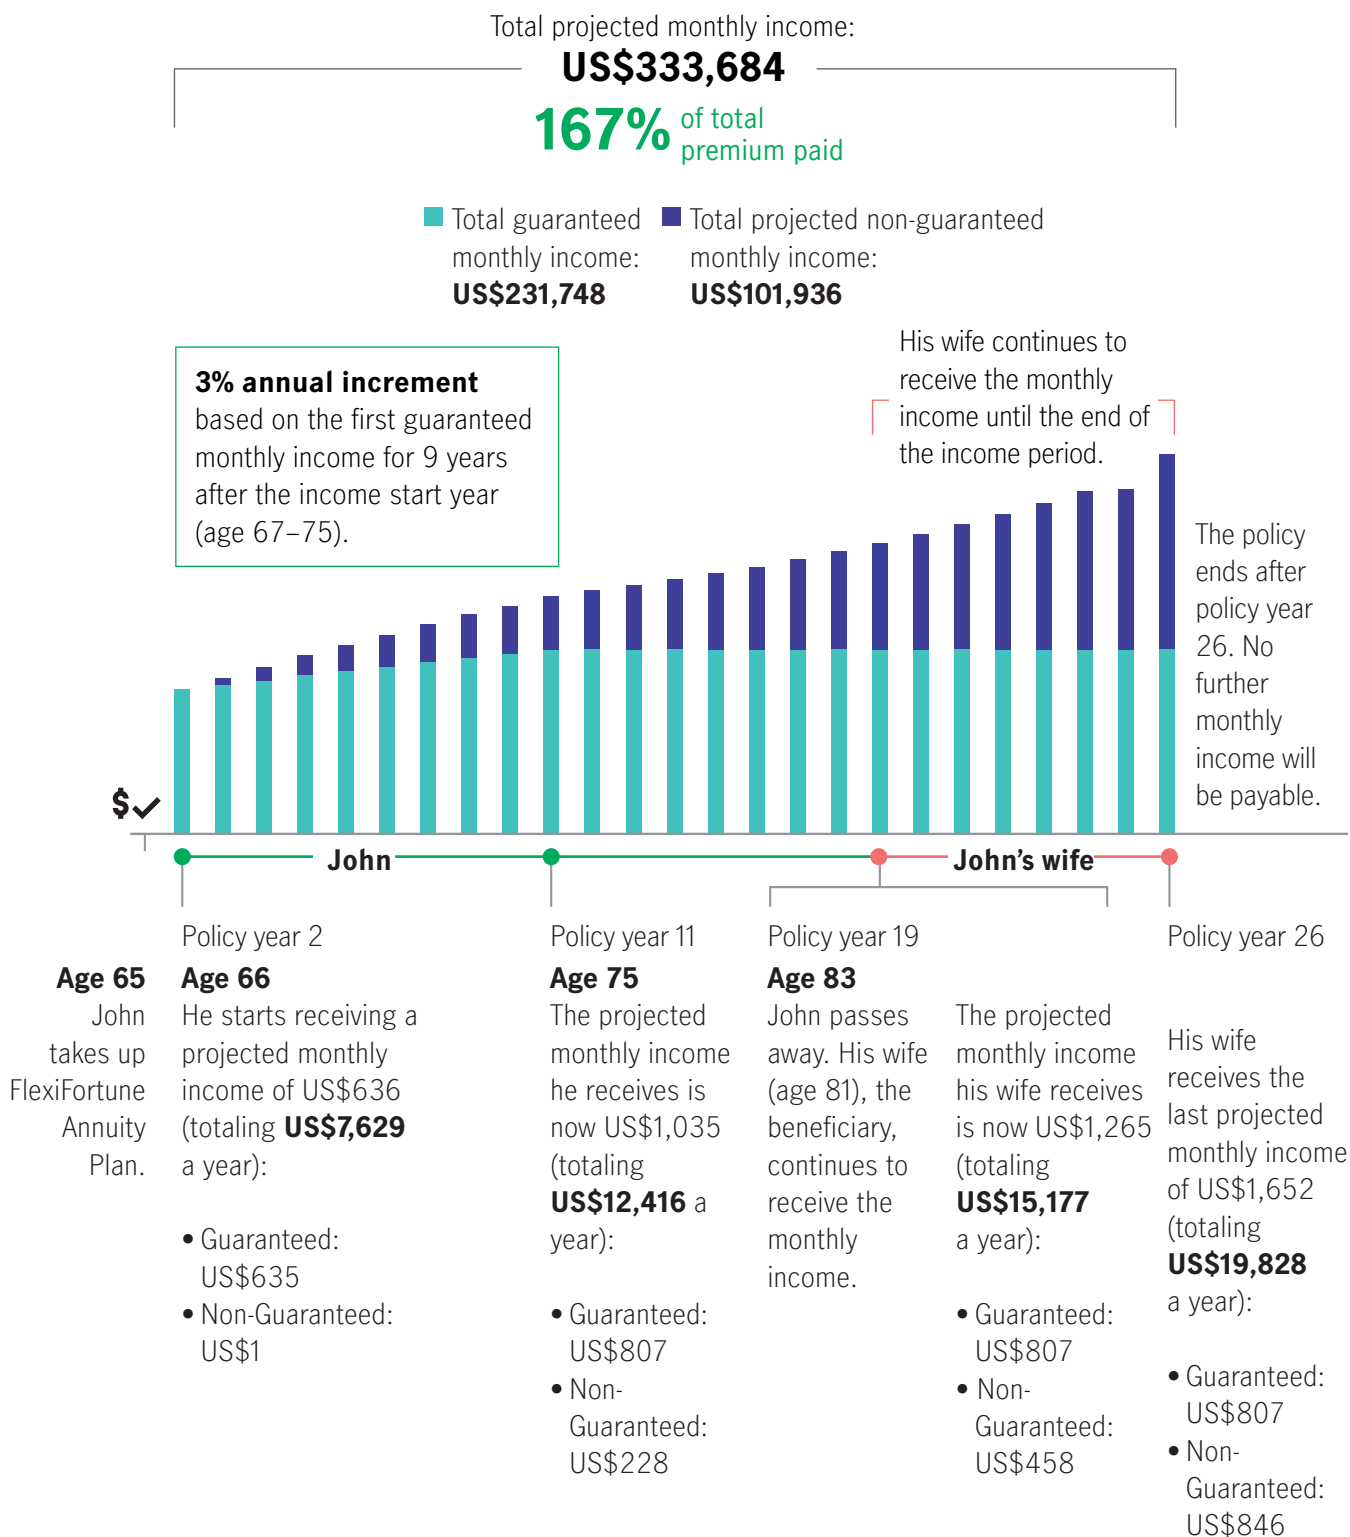 Total projected monthly income:
US$333,684
167% of total
premium paid
Total guaranteed
monthly income:
US$231,748
Total projected non-guaranteed
monthly income:
US$101,936
3% annual increment
based on the first guaranteed
monthly income for 9 years
after the income start year
(age 67–75).
His wife continues to
receive the monthly
income until the end of
the income period.
The policy
ends after
policy year
26. No
further
monthly
income will
be payable.
$
John
John's wife
Age 65
John
takes up
FlexiFortune
Annuity
Plan.
Policy year 2
Age 66
He starts receiving a
projected monthly
income of US$636
(totaling US$7,629
a year):
• Guaranteed:
US$635
• Non-Guaranteed:
US$1
Policy year 11
Age 75
The projected
monthly income
he receives is
now US$1,035
(totaling
US$12,416 a
year):
• Guaranteed:
US$807
• Non-
Guaranteed:
US$228
Policy year 19
Age 83
John passes
away. His wife
(age 81), the
beneficiary,
continues to
receive the
monthly
income.
The projected
monthly income
his wife receives
is now US$1,265
(totaling
US$15,177
a year):
• Guaranteed:
US$807
• Non-
Guaranteed:
US$458
Policy year 26
His wife
receives the
last projected
monthly income
of US$1,652
(totaling
US$19,828
a year):
• Guaranteed:
US$807
• Non-
Guaranteed:
US$846